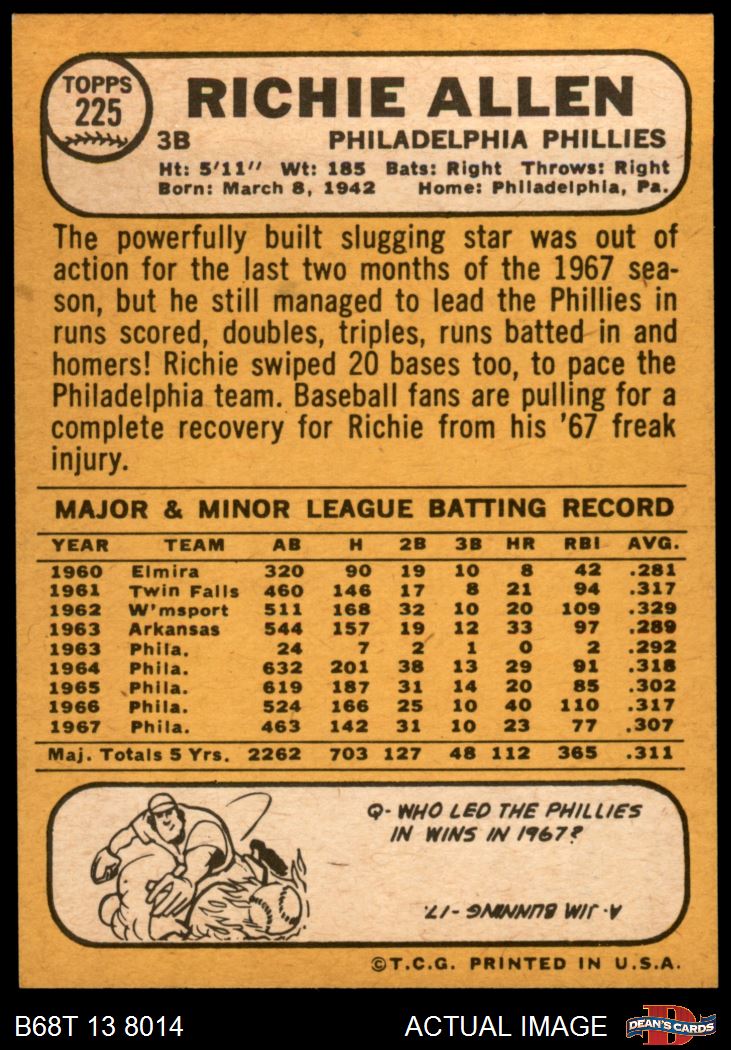 TOPPS
225
RICHIE ALLEN
3B PHILADELPHIA PHILLIES
Ht: 5'11" Wt: 185 Bats: Right Throws: Right
Born: March 8, 1942 Home: Philadelphia, Pa.
The powerfully built slugging star was out of
action for the last two months of the 1967 sea-
son, but he still managed to lead the Phillies in
runs scored, doubles, triples, runs batted in and
homers! Richie swiped 20 bases too, to pace the
Philadelphia team. Baseball fans are pulling for a
complete recovery for Richie from his '67 freak
injury.
MAJOR & MINOR LEAGUE BATTING RECORD
YEAR TEAM AB H 2B 3B HR RBI AVG.
1960 Elmira 320 90 19 10 8 42 .281
1961 Twin Falls 460 146 17 8 21 94 .317
1962 W'msport 511 168 32 10 20 109 .329
1963 Arkansas 544 157 19 12 33 97 .289
1963 Phila. 24 7 2 1 0 2 .292
1964 Phila. 632 201 38 13 29 91 .318
1965 Phila. 619 187 31 14 20 85 .302
1966 Phila. 524 166 25 10 40 110 .317
1967 Phila. 463 142 31 10 23 77 .307
Maj. Totals 5 Yrs. 2262 703 127 48 112 365 .311
Q- WHO LED THE PHILLIES
IN WINS IN 1967?
A- JIM BUNNING -17.
©T.C.G. PRINTED IN U.S.A.
B68T 13 8014 ACTUAL IMAGE
D
DEAN'S CARDS